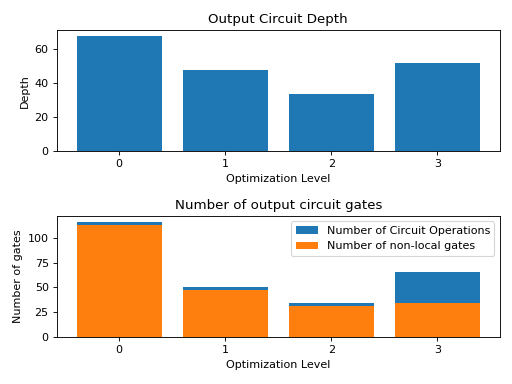 Output Circuit Depth
60
40
20
0
Depth
0 1 2 3
Optimization Level
Number of output circuit gates
100
75
50
25
0
Number of gates
Number of Circuit Operations
Number of non-local gates
0 1 2 3
Optimization Level